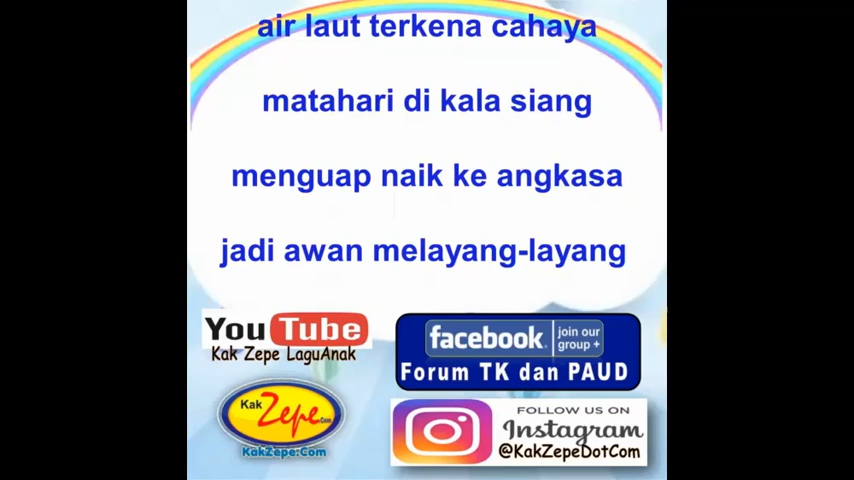 air laut terkena cahaya
matahari di kala siang
menguap naik ke angkasa
jadi awan melayang-layang
YouTube
Kak Zepe LaguAnak
facebook. join our group +
Forum TK dan PAUD
Kak Zepe.Com
KakZepe.Com
FOLLOW US ON
Instagram
@KakZepeDotCom